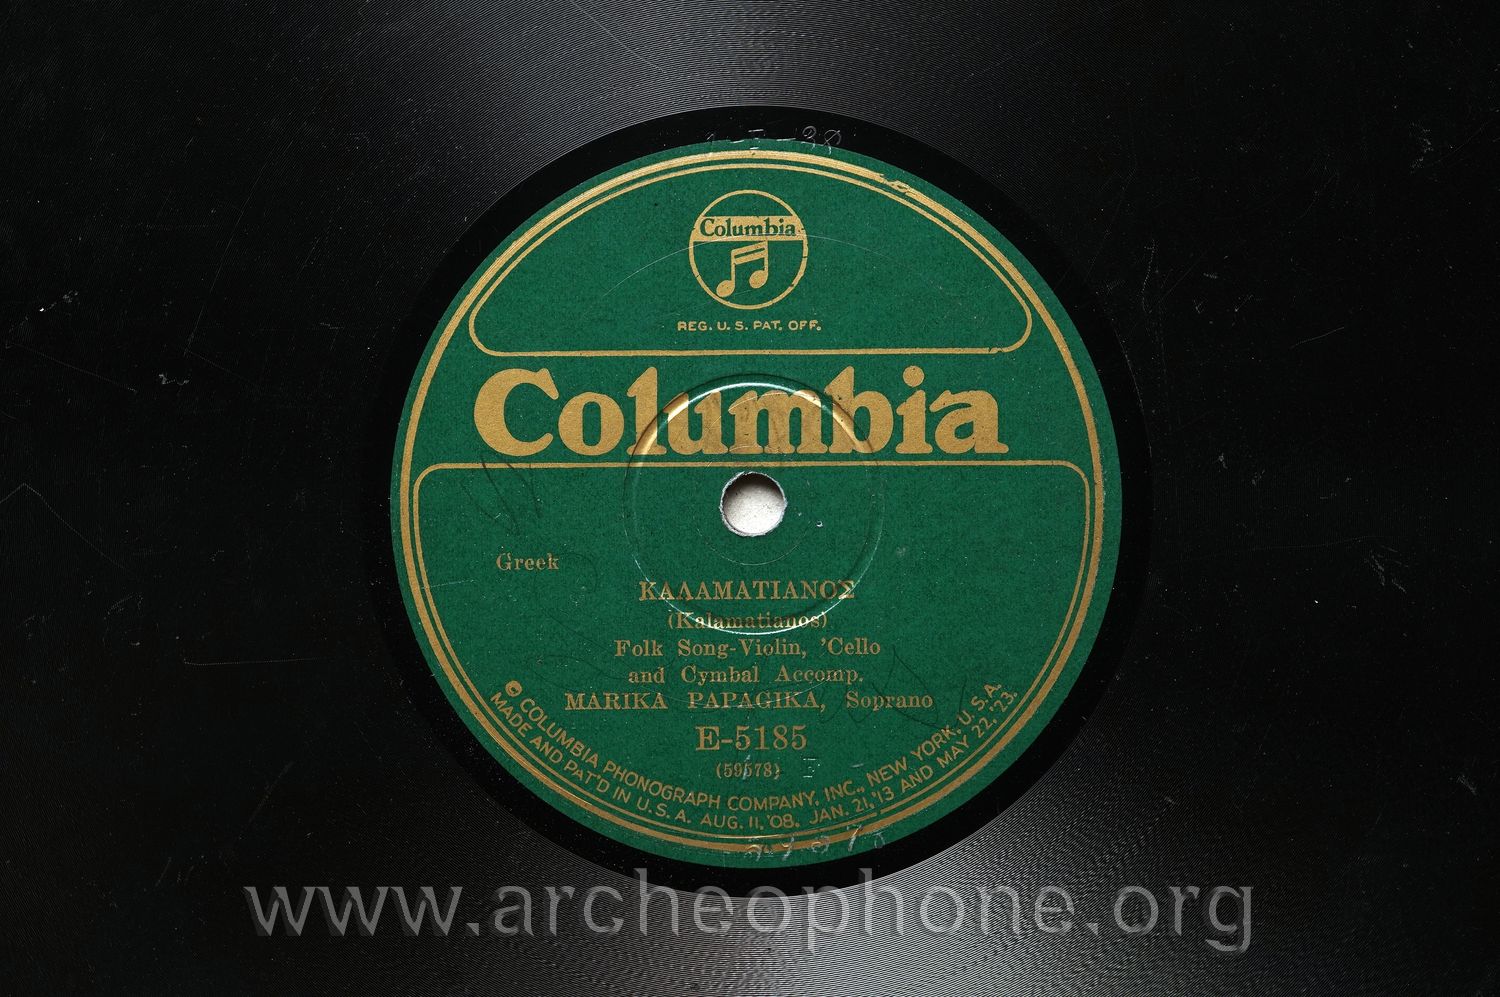 Columbia
REG. U. S. PAT. OFF.
Columbia
Greek
ΚΑΛΑΜΑΤΙΑΝΟΣ
(Kalamatianos)
Folk Song-Violin, 'Cello
and Cymbal Accomp.
MARIKA PAPAGIKA, Soprano
E-5185
(59578)
© COLUMBIA PHONOGRAPH COMPANY, INC., NEW YORK, U. S. A.
MADE AND PAT'D IN U. S. A. AUG. 11, '08. JAN. 21, '13 AND MAY 22, '23.
www.archeophone.org